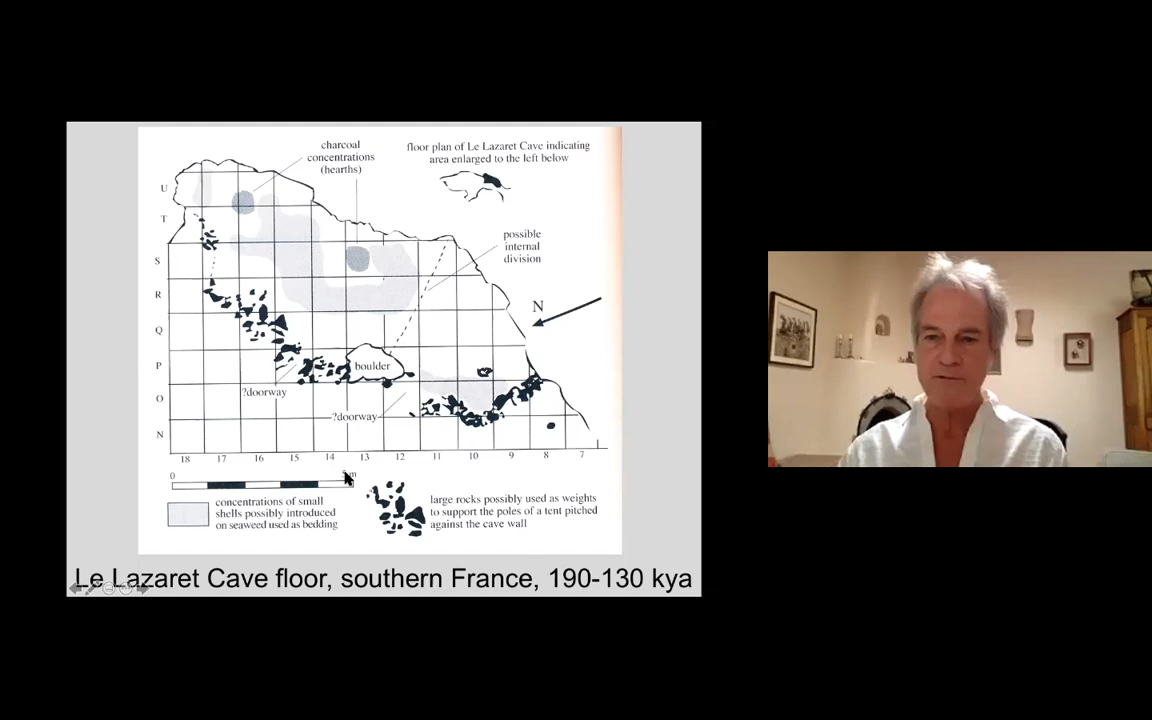 charcoal
concentrations
(hearths)
floor plan of Le Lazaret Cave indicating
area enlarged to the left below
possible
internal
division
N
U
T
S
R
Q
P
O
N
boulder
?doorway
?doorway
18 17 16 15 14 13 12 11 10 9 8 7
0
m
concentrations of small
shells possibly introduced
on seaweed used as bedding
large rocks possibly used as weights
to support the poles of a tent pitched
against the cave wall
Le Lazaret Cave floor, southern France, 190-130 kya